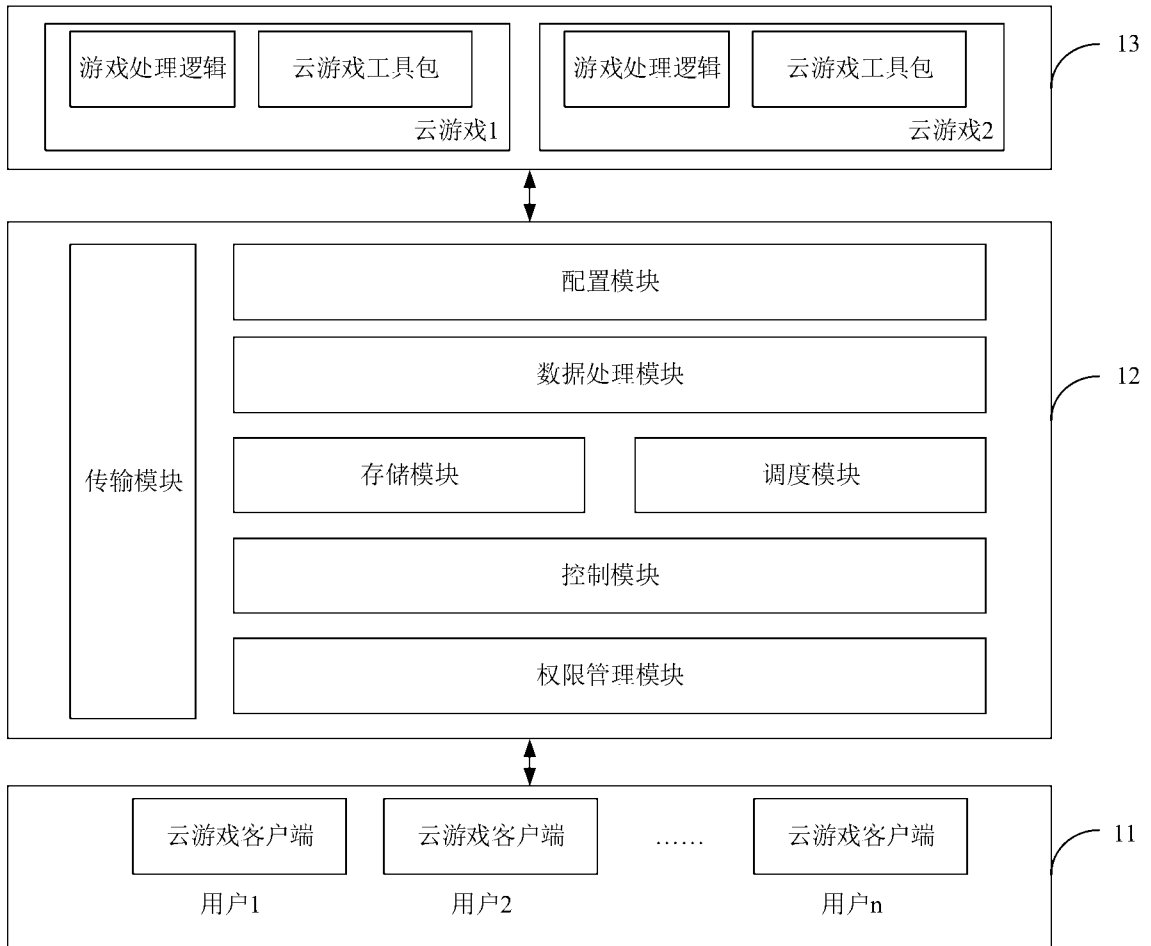 游戏处理逻辑
云游戏工具包
云游戏1
游戏处理逻辑
云游戏工具包
云游戏2
13
配置模块
数据处理模块
传输模块
存储模块
调度模块
控制模块
权限管理模块
12
云游戏客户端
云游戏客户端
……
云游戏客户端
用户1
用户2
用户n
11